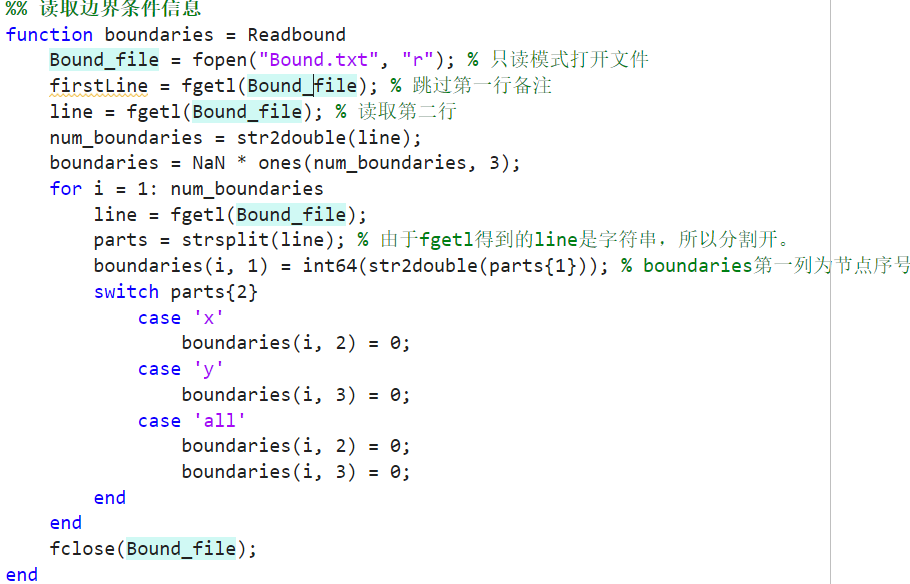 %% 读取边界条件信息
function boundaries = Readbound
    Bound_file = fopen("Bound.txt", "r"); % 只读模式打开文件
    firstLine = fgetl(Bound_file); % 跳过第一行备注
    line = fgetl(Bound_file); % 读取第二行
    num_boundaries = str2double(line);
    boundaries = NaN * ones(num_boundaries, 3);
    for i = 1: num_boundaries
        line = fgetl(Bound_file);
        parts = strsplit(line); % 由于fgetl得到的line是字符串，所以分割开。
        boundaries(i, 1) = int64(str2double(parts{1})); % boundaries第一列为节点序号
        switch parts{2}
            case 'x'
                boundaries(i, 2) = 0;
            case 'y'
                boundaries(i, 3) = 0;
            case 'all'
                boundaries(i, 2) = 0;
                boundaries(i, 3) = 0;
        end
    end
    fclose(Bound_file);
end